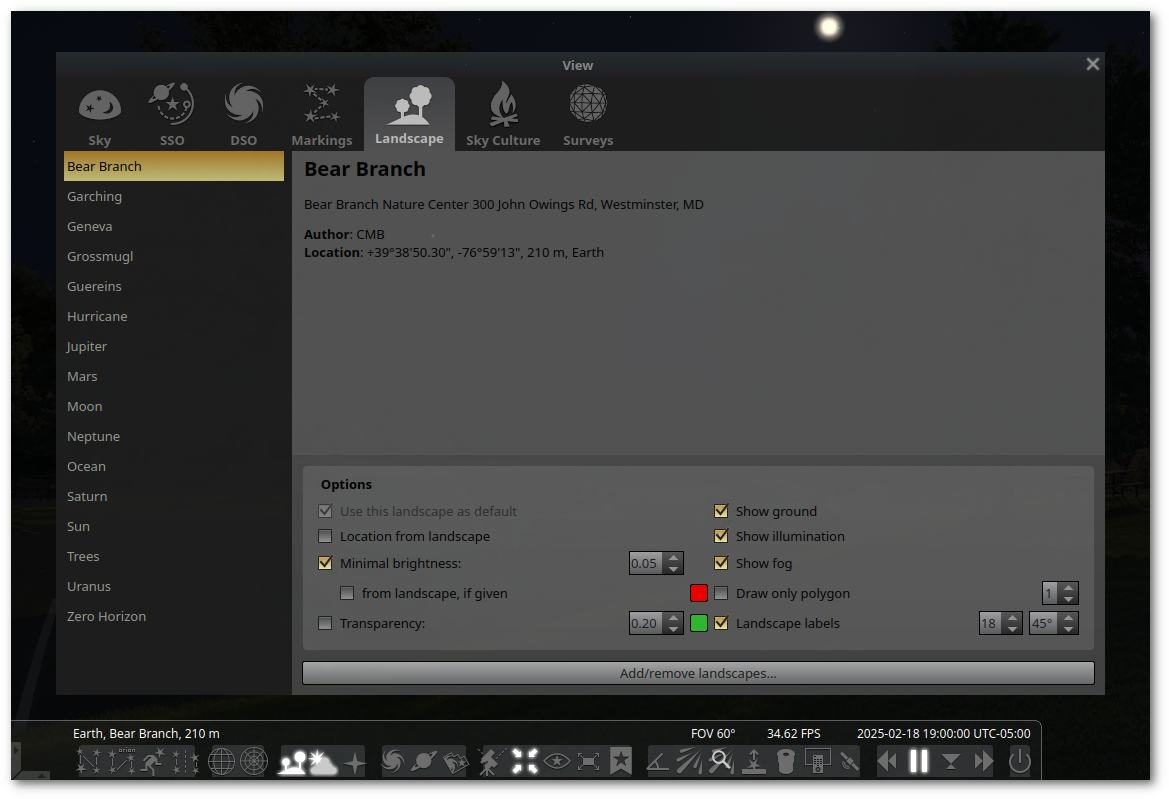 View
Sky SSO DSO Markings Landscape Sky Culture Surveys
Bear Branch
Garching
Geneva
Grossmugl
Guereins
Hurricane
Jupiter
Mars
Moon
Neptune
Ocean
Saturn
Sun
Trees
Uranus
Zero Horizon
Bear Branch
Bear Branch Nature Center 300 John Owings Rd, Westminster, MD
Author: CMB
Location: +39°38'50.30", -76°59'13", 210 m, Earth
Options
Use this landscape as default
Show ground
Location from landscape
Show illumination
Minimal brightness: 0.05
Show fog
from landscape, if given
Draw only polygon 1
Transparency: 0.20
Landscape labels 18 45°
Add/remove landscapes...
Earth, Bear Branch, 210 m FOV 60° 34.62 FPS 2025-02-18 19:00:00 UTC-05:00
orion